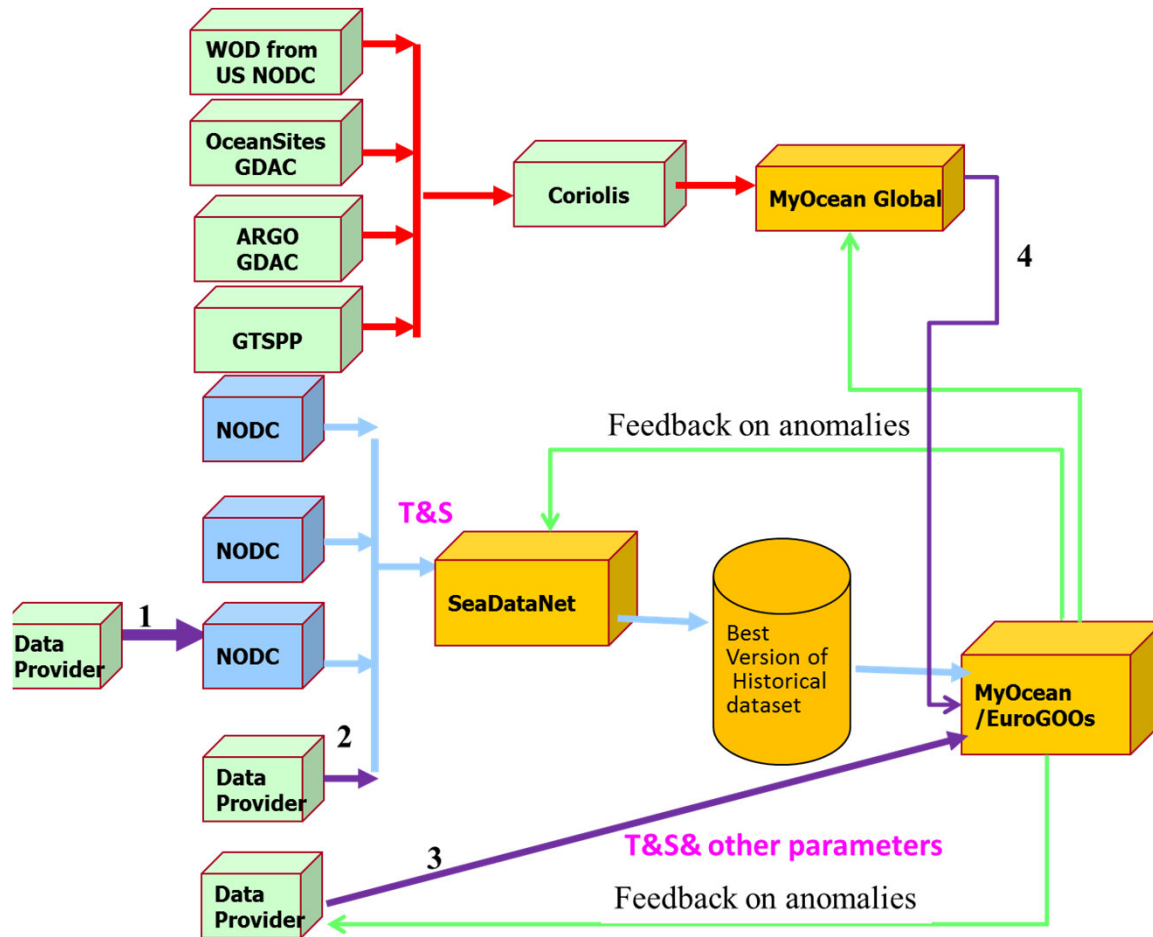 WOD from
US NODC
OceanSites
GDAC
ARGO
GDAC
GTSPP
Coriolis
MyOcean Global
4
NODC
NODC
NODC
Feedback on anomalies
T&S
SeaDataNet
Best
Version of
Historical
dataset
1
Data
Provider
2
Data
Provider
MyOcean
/EuroGOOs
3
T&S& other parameters
Data
Provider
Feedback on anomalies